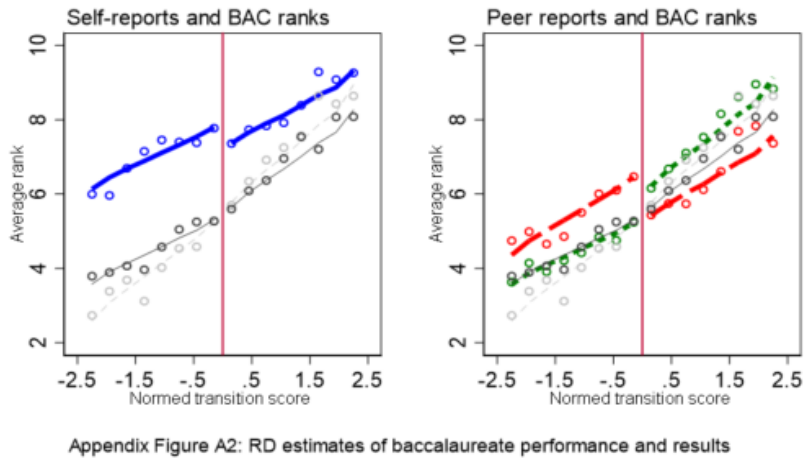 Self-reports and BAC ranks
Average rank
10
8
6
4
2
-2.5 -1.5 -.5 .5 1.5 2.5
Normed transition score
Peer reports and BAC ranks
Average rank
10
8
6
4
2
-2.5 -1.5 -.5 .5 1.5 2.5
Normed transition score
Appendix Figure A2: RD estimates of baccalaureate performance and results